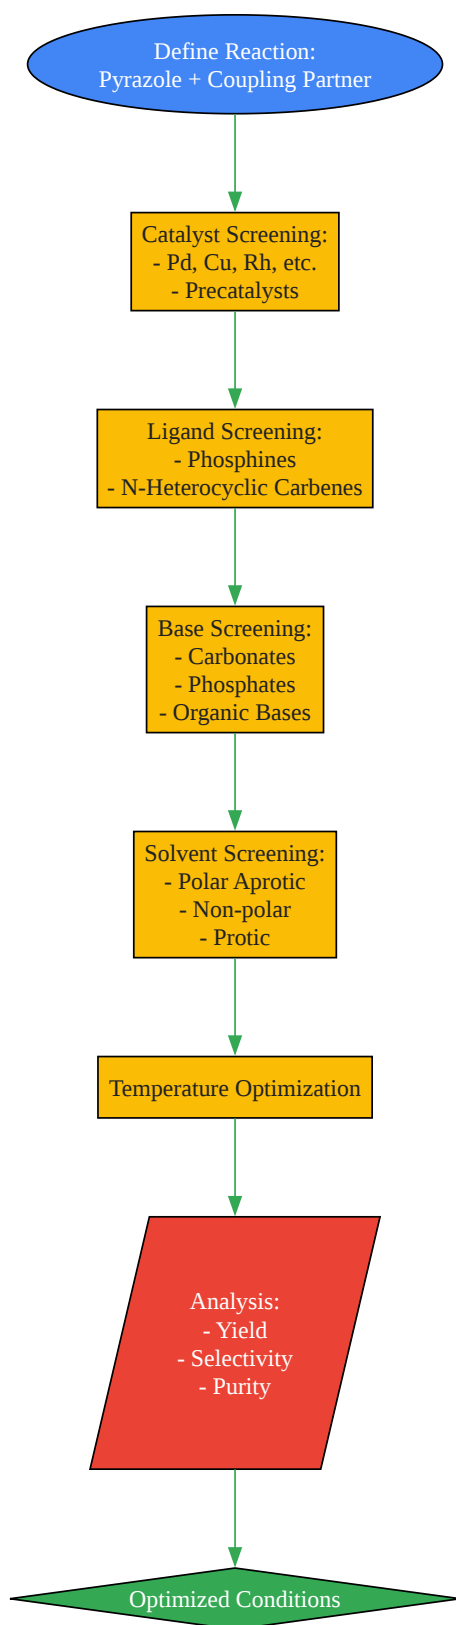 Define Reaction:
Pyrazole + Coupling Partner
Catalyst Screening:
- Pd, Cu, Rh, etc.
- Precatalysts
Ligand Screening:
- Phosphines
- N-Heterocyclic Carbenes
Base Screening:
- Carbonates
- Phosphates
- Organic Bases
Solvent Screening:
- Polar Aprotic
- Non-polar
- Protic
Temperature Optimization
Analysis:
- Yield
- Selectivity
- Purity
Optimized Conditions